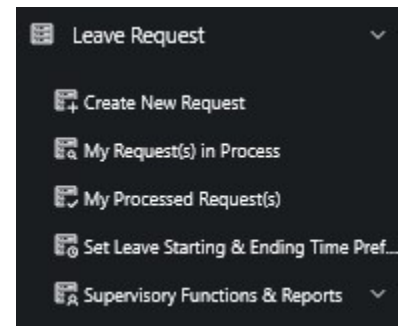 Leave Request
Create New Request
My Request(s) in Process
My Processed Request(s)
Set Leave Starting & Ending Time Pref...
Supervisory Functions & Reports